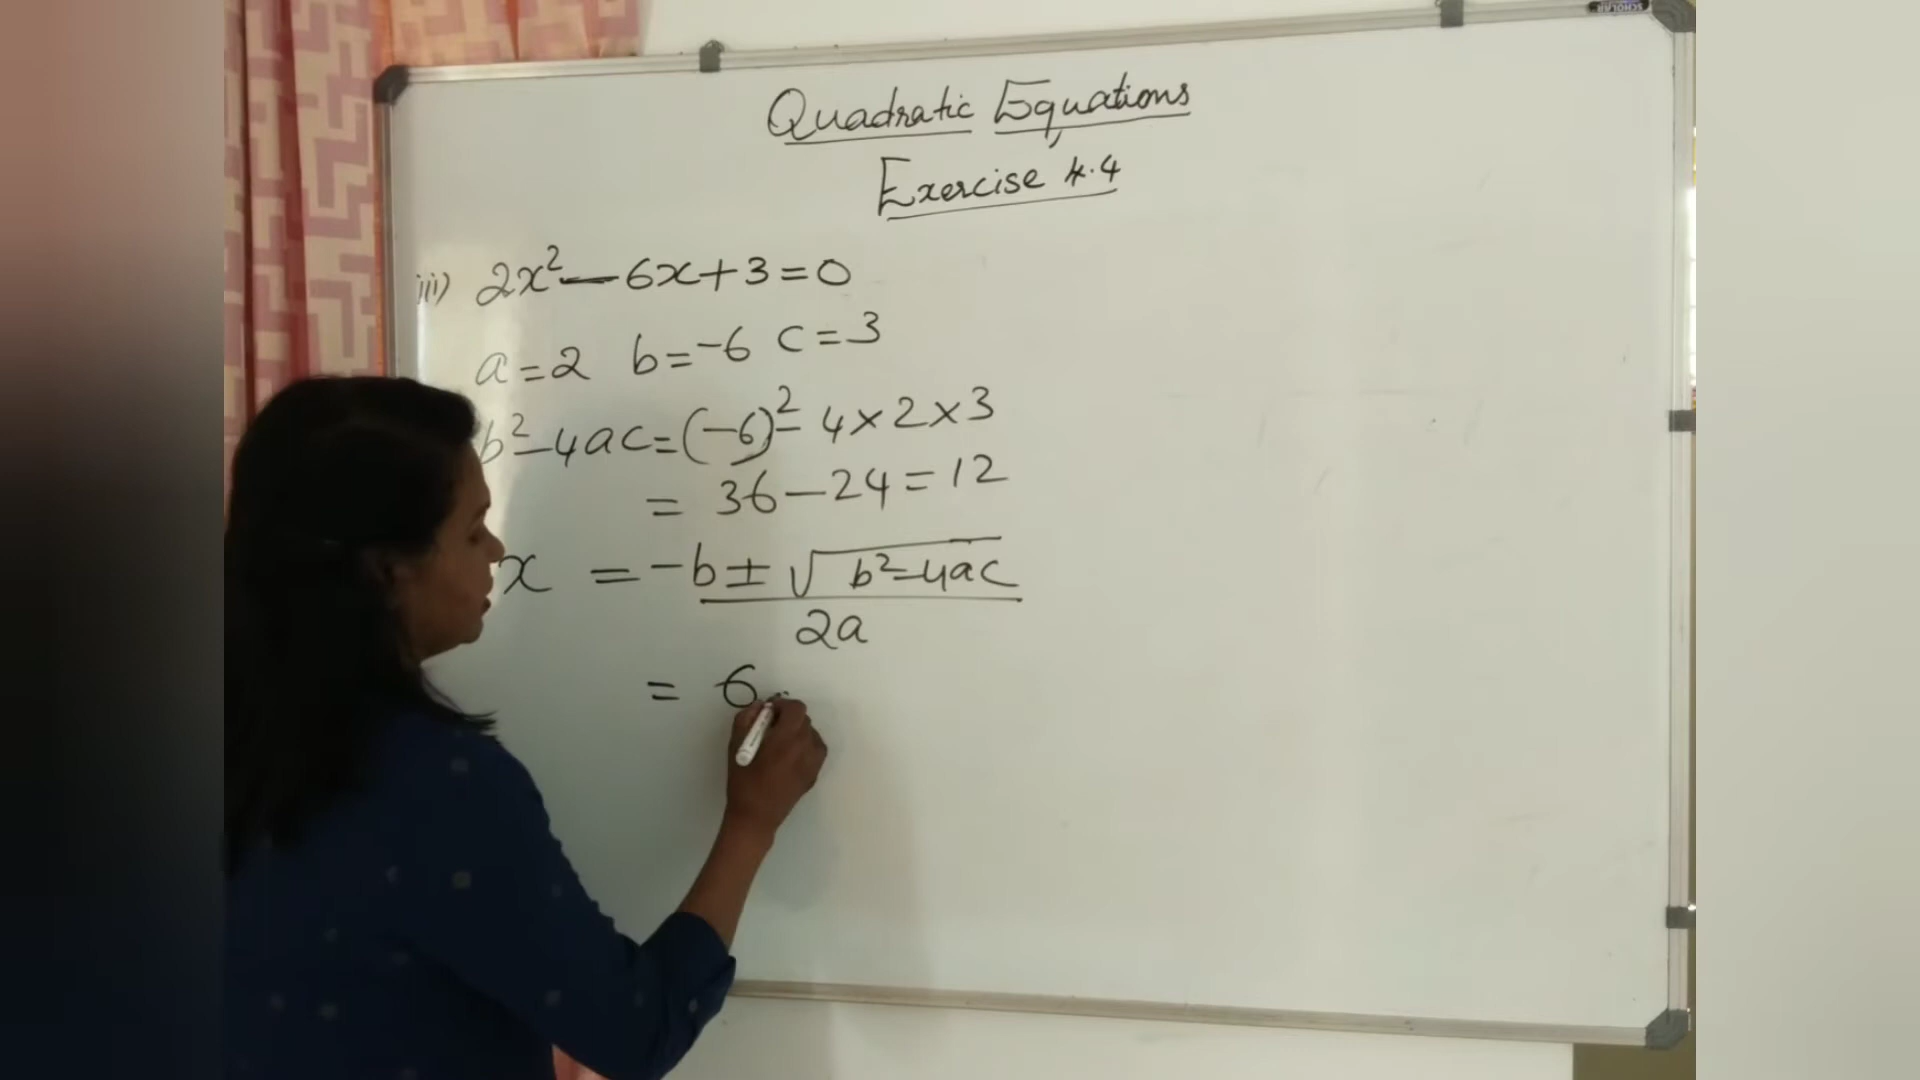 Quadratic Equations
Exercise 4.4
iii) 2x² - 6x + 3 = 0
a = 2 b = -6 c = 3
b² - 4ac = (-6)² - 4 × 2 × 3
= 36 - 24 = 12
x = -b ± √b² - 4ac
2a
= 6
SCHOLAR